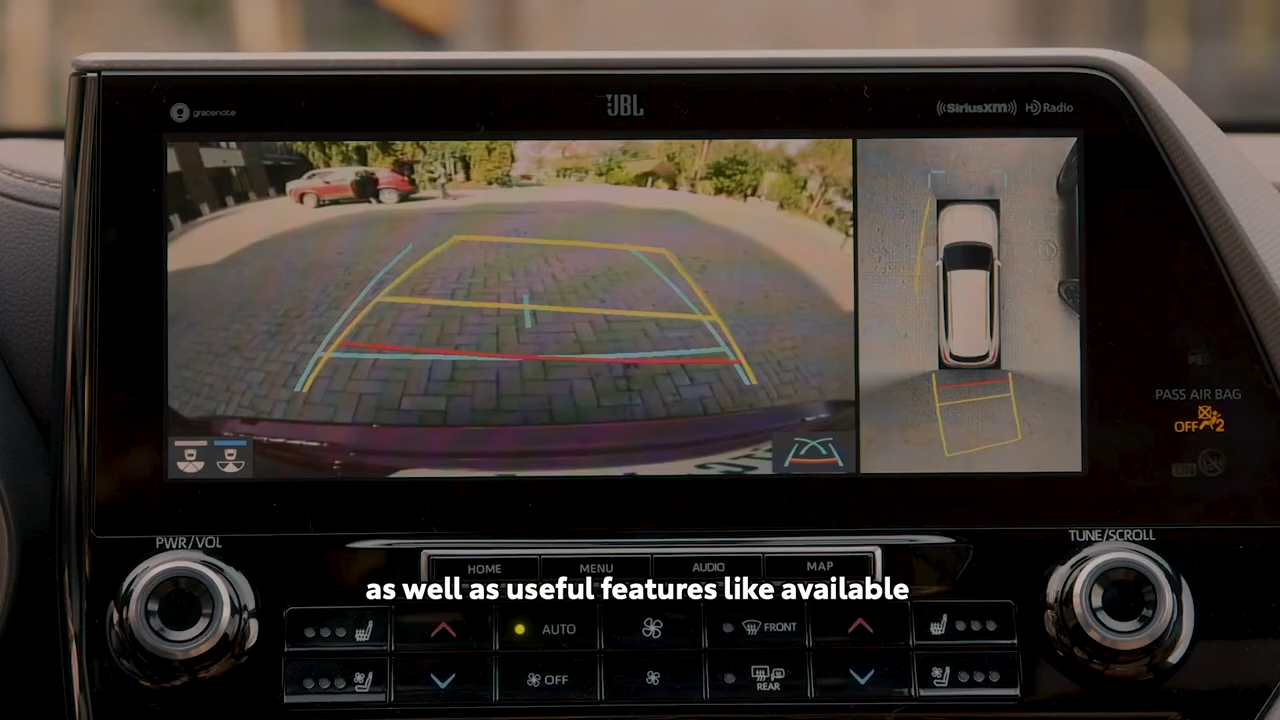 gracenote
JBL
SiriusXM
HD Radio
PASS AIR BAG
OFF 2
PWR/VOL
TUNE/SCROLL
HOME
MENU
AUDIO
MAP
as well as useful features like available
AUTO
FRONT
OFF
REAR